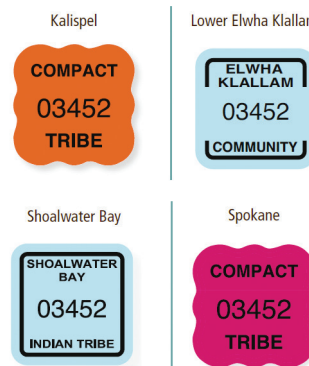 Kalispel
COMPACT
03452
TRIBE
Lower Elwha Klallam
ELWHA
KLALLAM
03452
COMMUNITY
Shoalwater Bay
SHOALWATER
BAY
03452
INDIAN TRIBE
Spokane
COMPACT
03452
TRIBE